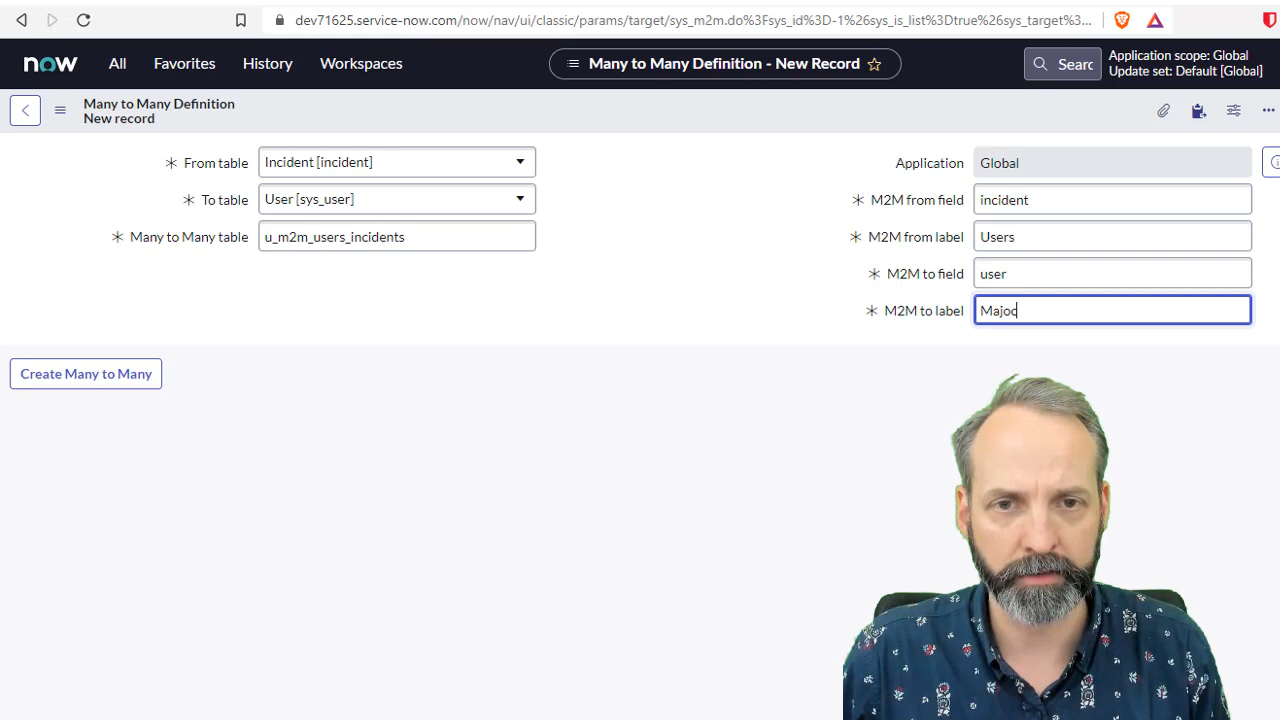 dev71625.service-now.com/now/nav/ui/classic/params/target/sys_m2m.do%3Fsys_id%3D-1%26sys_is_list%3Dtrue%26sys_target%3...
now All Favorites History Workspaces
Many to Many Definition - New Record
Searc
Application scope: Global
Update set: Default [Global]
Many to Many Definition
New record
From table Incident [incident]
Application Global
To table User [sys_user]
M2M from field incident
Many to Many table u_m2m_users_incidents
M2M from label Users
M2M to field user
M2M to label Majoc
Create Many to Many